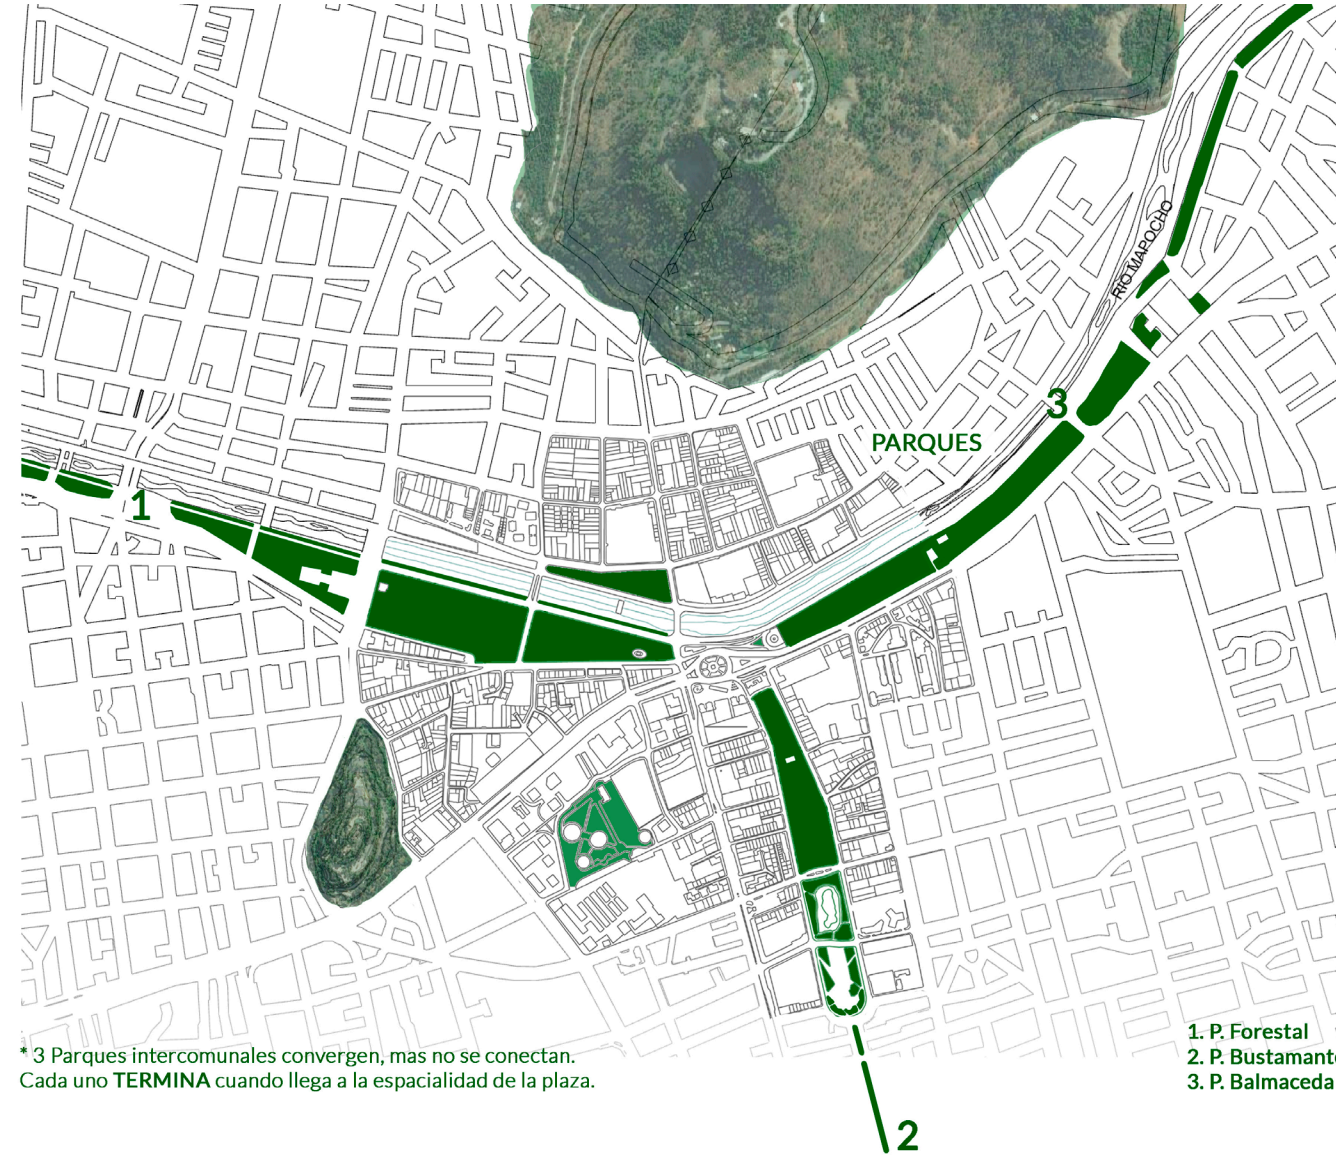 RIO MAPOCHO
3
PARQUES
1
* 3 Parques intercomunales convergen, mas no se conectan.
Cada uno TERMINA cuando llega a la espacialidad de la plaza.
1. P. Forestal
2. P. Bustamante
3. P. Balmaceda
2